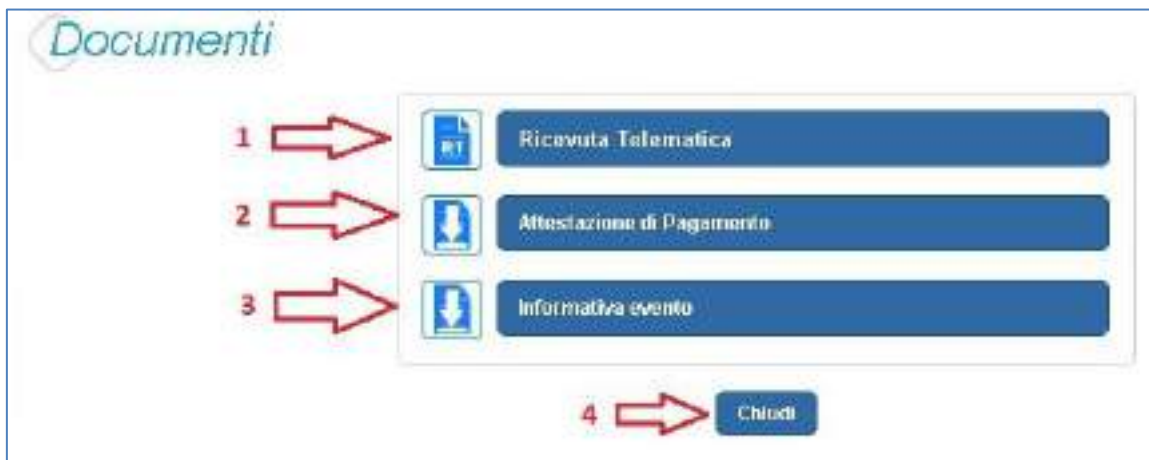 Documenti
1 RT Ricevuta Telematica
2 Attestazione di Pagamento
3 Informativa evento
4 Chiudi